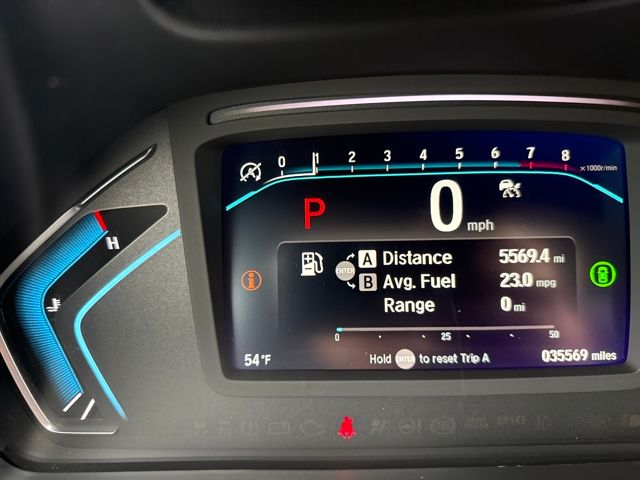 0 1 2 3 4 5 6 7 8
×1000r/min
P 0 mph
H
ENTER
A Distance 5569.4 mi
B Avg. Fuel 23.0 mpg
Range 0 mi
0 25 50
54°F
Hold ENTER to reset Trip A
035569 miles
BRAKE